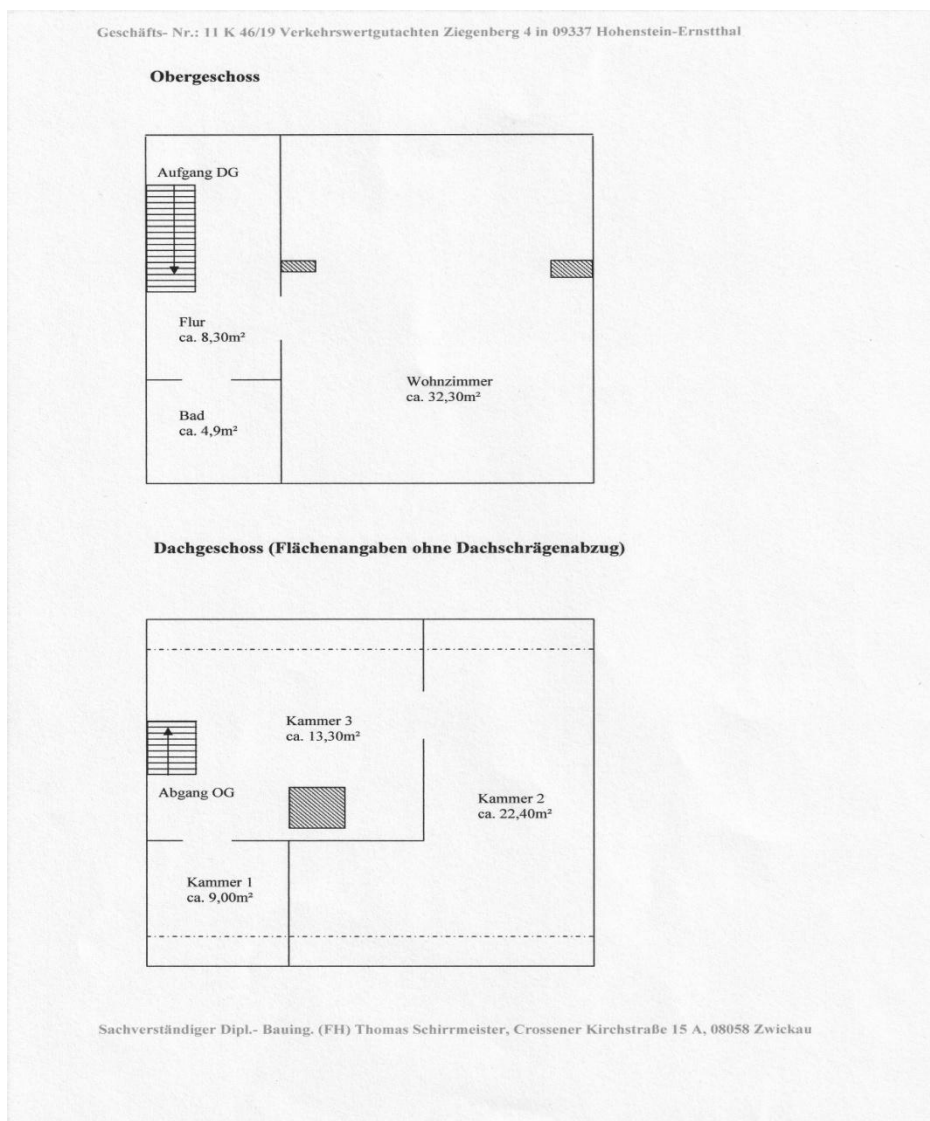 Geschäfts- Nr.: 11 K 46/19 Verkehrswertgutachten Ziegenberg 4 in 09337 Hohenstein-Ernstthal
Obergeschoss
Aufgang DG
Flur
ca. 8,30m²
Wohnzimmer
ca. 32,30m²
Bad
ca. 4,9m²
Dachgeschoss (Flächenangaben ohne Dachschrägenabzug)
Kammer 3
ca. 13,30m²
Abgang OG
Kammer 2
ca. 22,40m²
Kammer 1
ca. 9,00m²
Sachverständiger Dipl.- Bauing. (FH) Thomas Schirrmeister, Crossener Kirchstraße 15 A, 08058 Zwickau